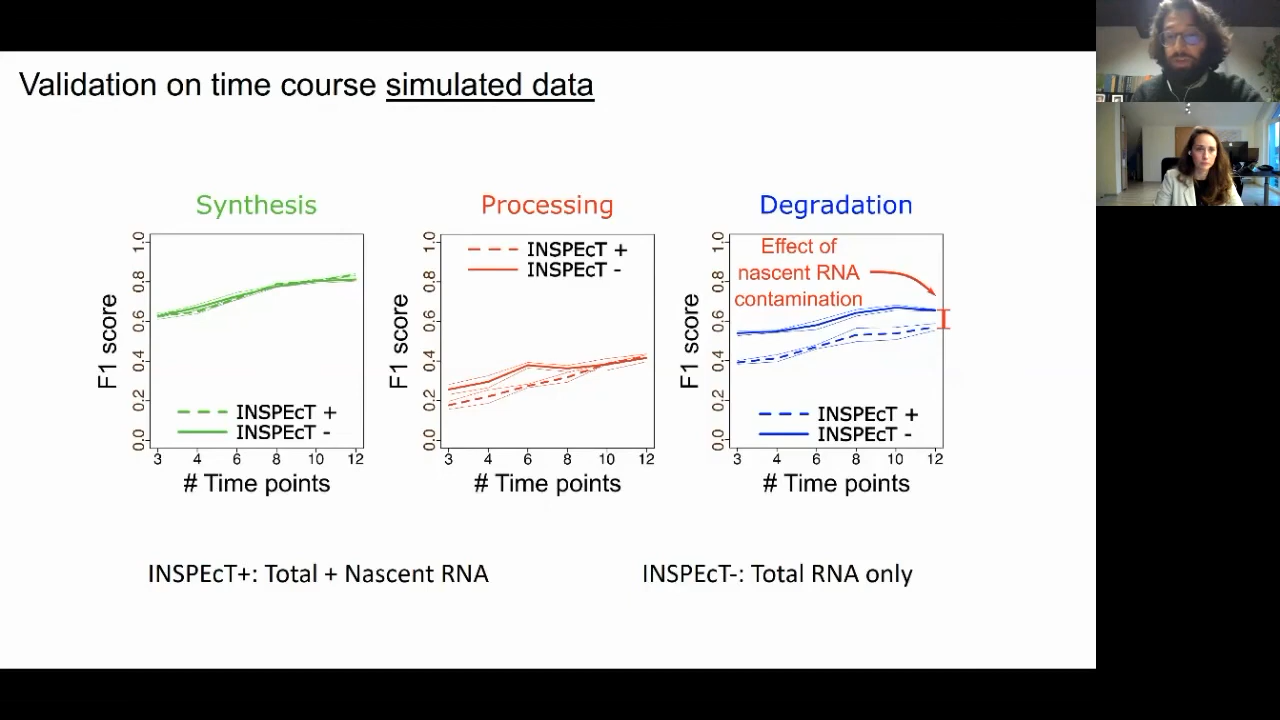 Validation on time course simulated data
Synthesis
F1 score
0.0 0.2 0.4 0.6 0.8 1.0
INSPEcT +
INSPEcT -
3 4 6 8 10 12
# Time points
Processing
F1 score
0.0 0.2 0.4 0.6 0.8 1.0
INSPEcT +
INSPEcT -
3 4 6 8 10 12
# Time points
Degradation
F1 score
0.0 0.2 0.4 0.6 0.8 1.0
Effect of
nascent RNA
contamination
INSPEcT +
INSPEcT -
3 4 6 8 10 12
# Time points
INSPEcT+: Total + Nascent RNA
INSPEcT-: Total RNA only